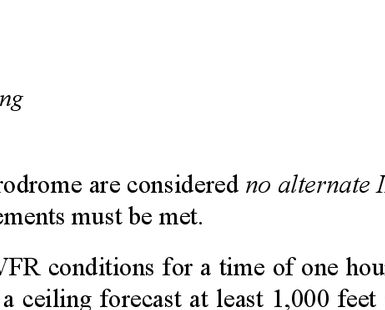 ng
rodrome are considered no alternate
ements must be met.
VFR conditions for a time of one hou
a ceiling forecast at least 1,000 feet